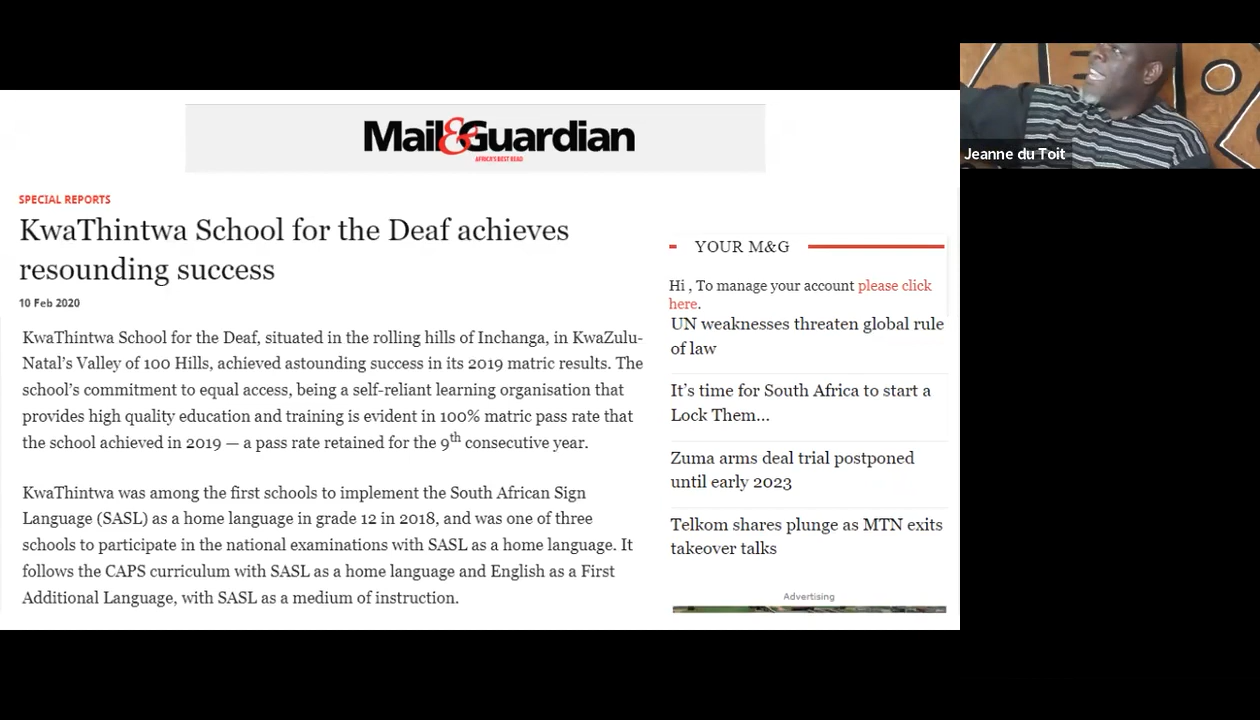 Mail&Guardian
AFRICA'S BEST READ
Jeanne du Toit
SPECIAL REPORTS
KwaThintwa School for the Deaf achieves
resounding success
10 Feb 2020
KwaThintwa School for the Deaf, situated in the rolling hills of Inchanga, in KwaZulu-
Natal’s Valley of 100 Hills, achieved astounding success in its 2019 matric results. The
school’s commitment to equal access, being a self-reliant learning organisation that
provides high quality education and training is evident in 100% matric pass rate that
the school achieved in 2019 — a pass rate retained for the 9th consecutive year.
KwaThintwa was among the first schools to implement the South African Sign
Language (SASL) as a home language in grade 12 in 2018, and was one of three
schools to participate in the national examinations with SASL as a home language. It
follows the CAPS curriculum with SASL as a home language and English as a First
Additional Language, with SASL as a medium of instruction.
YOUR M&G
Hi , To manage your account please click
here.
UN weaknesses threaten global rule
of law
It’s time for South Africa to start a
Lock Them...
Zuma arms deal trial postponed
until early 2023
Telkom shares plunge as MTN exits
takeover talks
Advertising